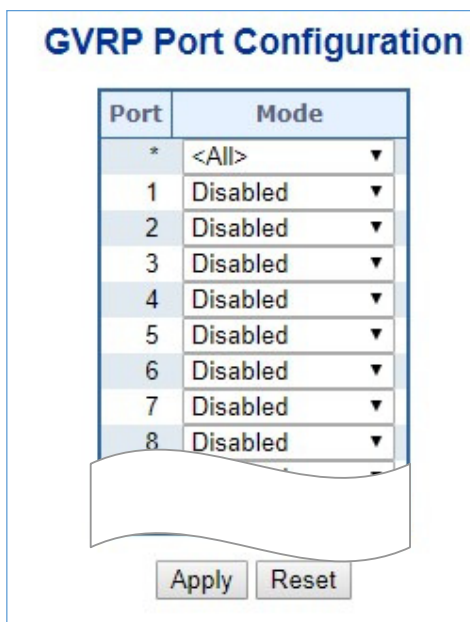 GVRP Port Configuration
Port Mode
* <All>
1 Disabled
2 Disabled
3 Disabled
4 Disabled
5 Disabled
6 Disabled
7 Disabled
8 Disabled
Apply Reset